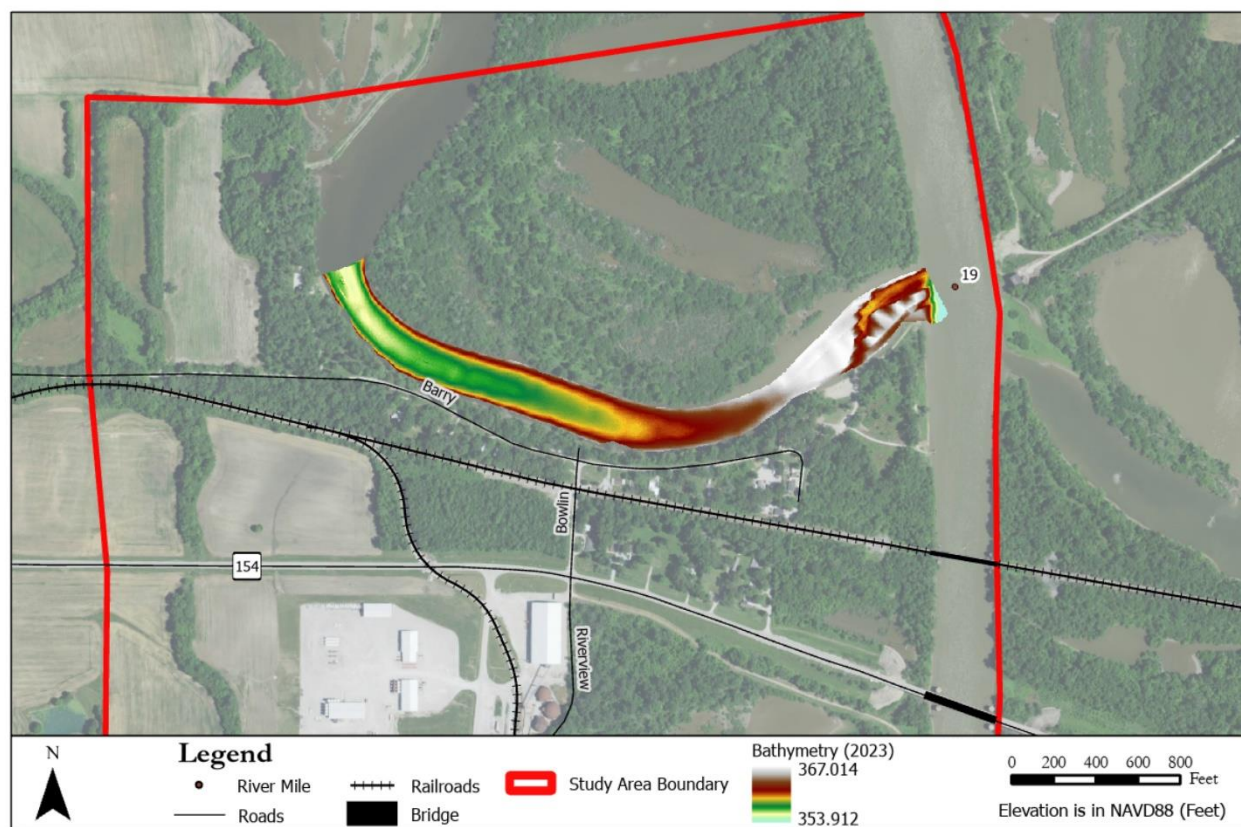 19
Barry
Bowlin
154
Riverview
N
Legend
River Mile
Railroads
Study Area Boundary
Roads
Bridge
Bathymetry (2023)
367.014
353.912
0 200 400 600 800
Feet
Elevation is in NAVD88 (Feet)